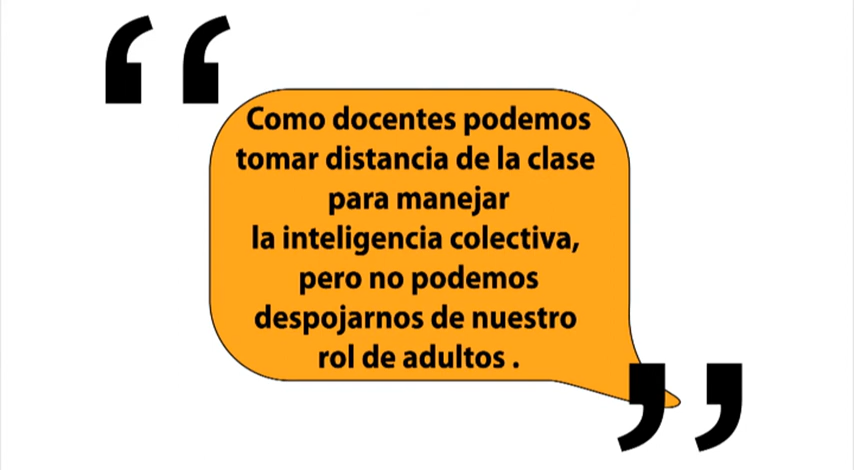 Como docentes podemos
tomar distancia de la clase
para manejar
la inteligencia colectiva,
pero no podemos
despojarnos de nuestro
rol de adultos .